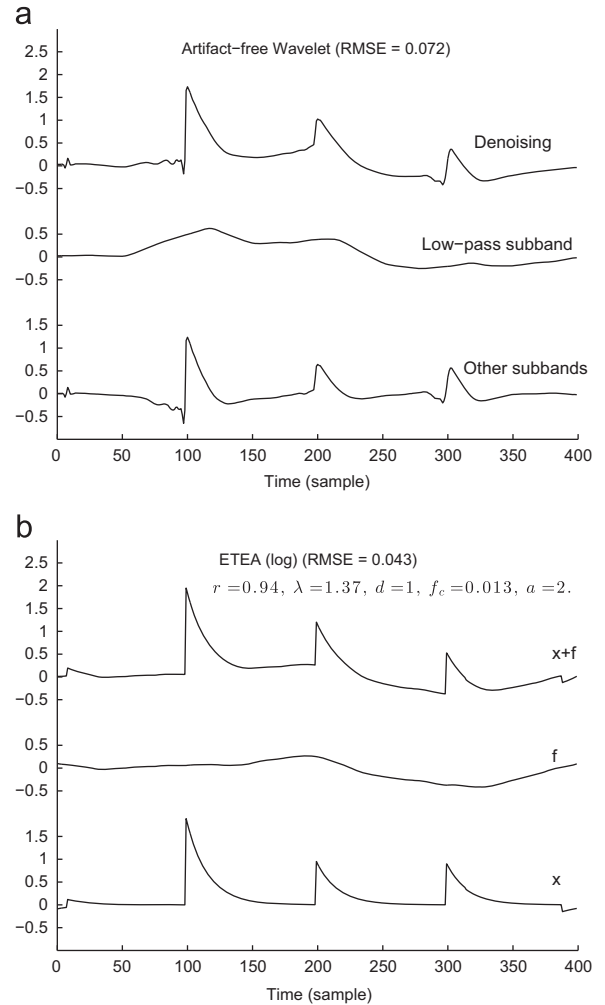 a
Artifact−free Wavelet (RMSE = 0.072)
2.5
2
1.5
1
0.5
0
−0.5
Denoising
0.5
0
−0.5
Low−pass subband
1.5
1
0.5
0
−0.5
Other subbands
0 50 100 150 200 250 300 350 400
Time (sample)
b
ETEA (log) (RMSE = 0.043)
r =0.94, λ =1.37, d =1, f_c =0.013, a =2.
2.5
2
1.5
1
0.5
0
−0.5
x+f
0.5
0
−0.5
f
1.5
1
0.5
0
−0.5
x
0 50 100 150 200 250 300 350 400
Time (sample)